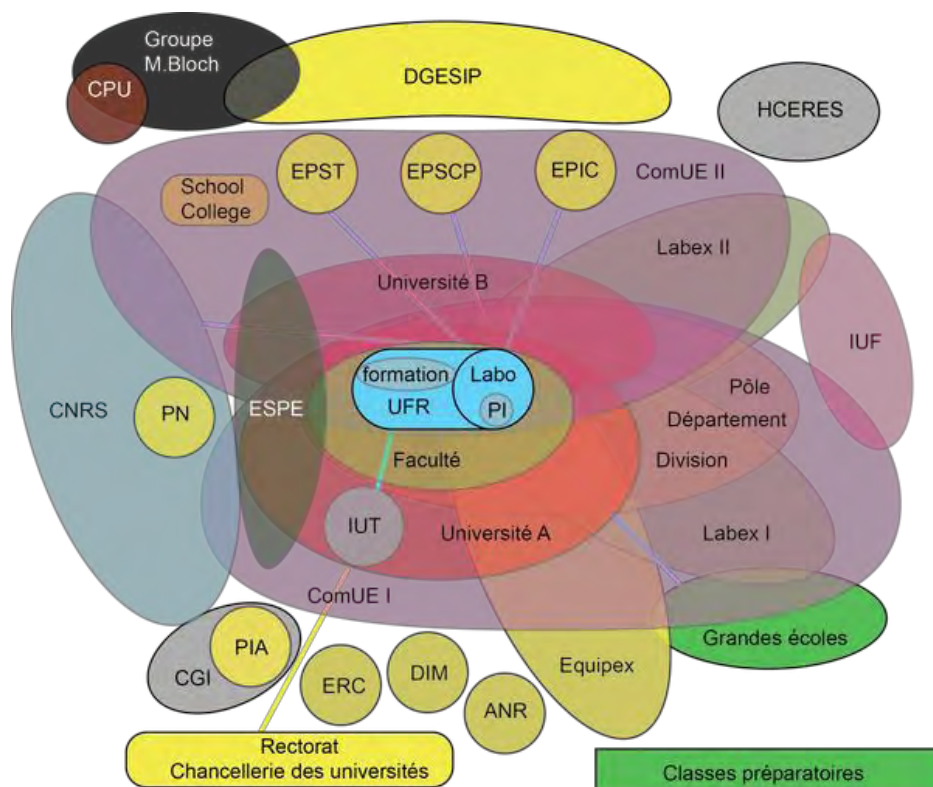 Groupe
M.Bloch
CPU
DGESIP
HCERES
EPST
EPSCP
EPIC
ComUE II
School
College
Labex II
Université B
IUF
CNRS
PN
ESPE
formation
Labo
UFR
PI
Pôle
Département
Faculté
Division
IUT
Université A
Labex I
ComUE I
Grandes écoles
PIA
CGI
Equipex
ERC
DIM
ANR
Rectorat
Chancellerie des universités
Classes préparatoires